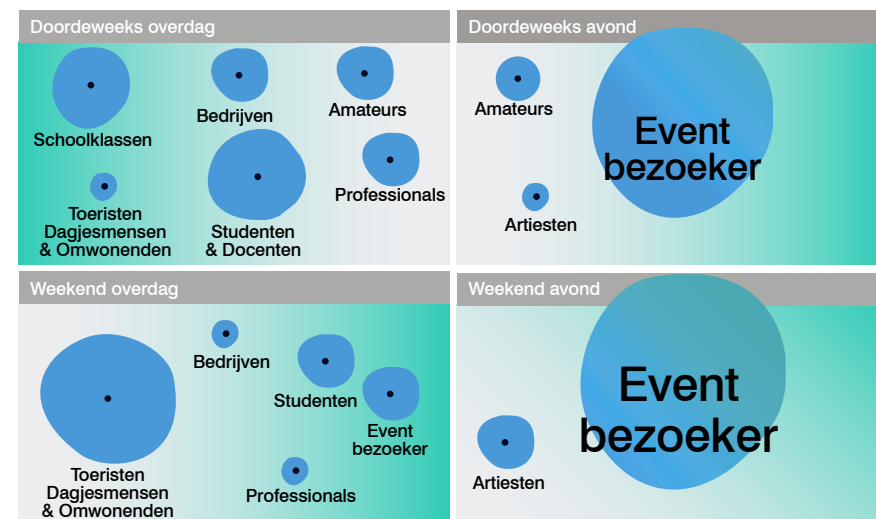 Doordeweeks overdag
Schoolklassen
Bedrijven
Amateurs
Toeristen
Dagjesmensen
& Omwonenden
Studenten
& Docenten
Professionals
Doordeweeks avond
Amateurs
Artiesten
Event
bezoeker
Weekend overdag
Toeristen
Dagjesmensen
& Omwonenden
Bedrijven
Studenten
Event
bezoeker
Professionals
Weekend avond
Artiesten
Event
bezoeker